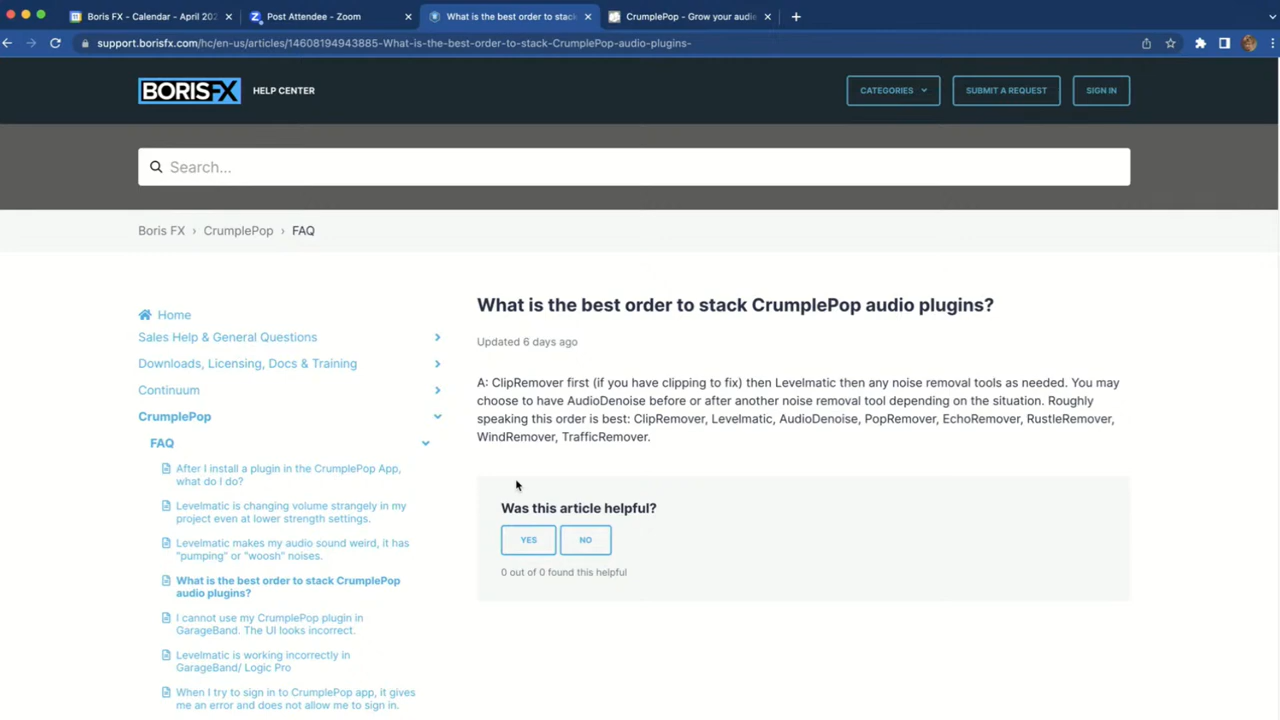 Boris FX - Calendar - April 202
Post Attendee - Zoom
What is the best order to stac
CrumplePop - Grow your audi
support.borisfx.com/hc/en-us/articles/14608194943885-What-is-the-best-order-to-stack-CrumplePop-audio-plugins-
BORISFX HELP CENTER
CATEGORIES
SUBMIT A REQUEST
SIGN IN
Search...
Boris FX › CrumplePop › FAQ
Home
Sales Help & General Questions
Downloads, Licensing, Docs & Training
Continuum
CrumplePop
FAQ
After I install a plugin in the CrumplePop App,
what do I do?
Levelmatic is changing volume strangely in my
project even at lower strength settings.
Levelmatic makes my audio sound weird, it has
"pumping" or "woosh" noises.
What is the best order to stack CrumplePop
audio plugins?
I cannot use my CrumplePop plugin in
GarageBand. The UI looks incorrect.
Levelmatic is working incorrectly in
GarageBand/ Logic Pro
When I try to sign in to CrumplePop app, it gives
me an error and does not allow me to sign in.
What is the best order to stack CrumplePop audio plugins?
Updated 6 days ago
A: ClipRemover first (if you have clipping to fix) then Levelmatic then any noise removal tools as needed. You may
choose to have AudioDenoise before or after another noise removal tool depending on the situation. Roughly
speaking this order is best: ClipRemover, Levelmatic, AudioDenoise, PopRemover, EchoRemover, RustleRemover,
WindRemover, TrafficRemover.
Was this article helpful?
YES
NO
0 out of 0 found this helpful